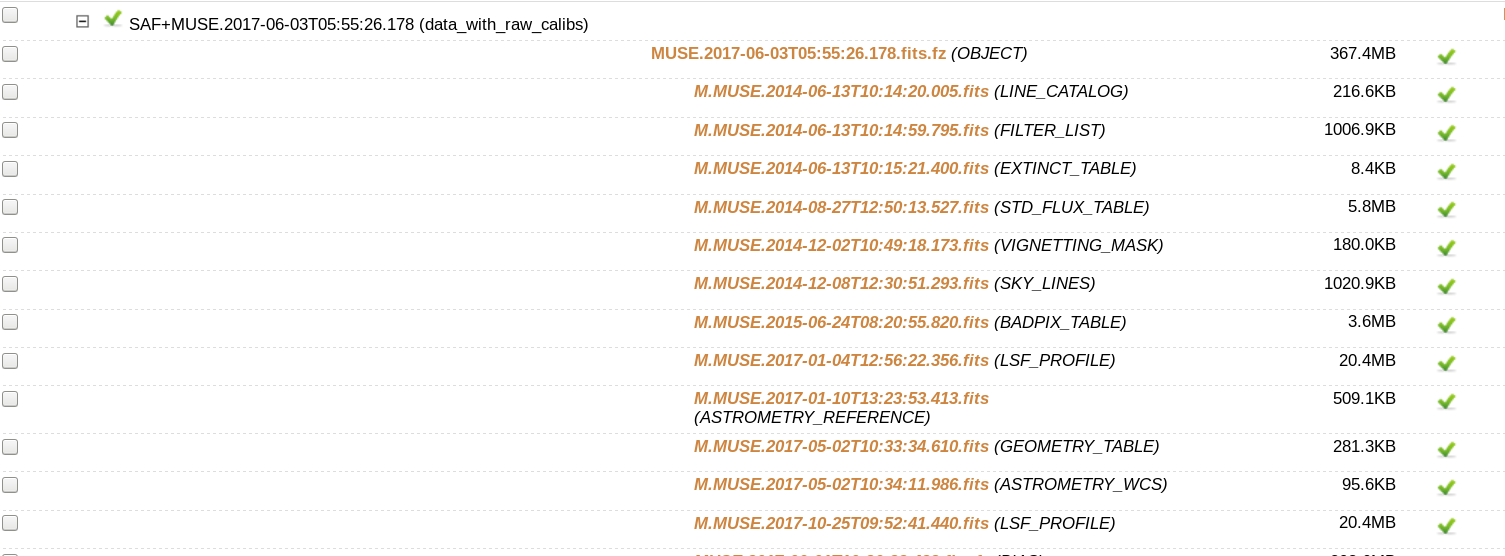 SAF+MUSE.2017-06-03T05:55:26.178 (data_with_raw_calibs)
MUSE.2017-06-03T05:55:26.178.fits.fz (OBJECT) 367.4MB
M.MUSE.2014-06-13T10:14:20.005.fits (LINE_CATALOG) 216.6KB
M.MUSE.2014-06-13T10:14:59.795.fits (FILTER_LIST) 1006.9KB
M.MUSE.2014-06-13T10:15:21.400.fits (EXTINCT_TABLE) 8.4KB
M.MUSE.2014-08-27T12:50:13.527.fits (STD_FLUX_TABLE) 5.8MB
M.MUSE.2014-12-02T10:49:18.173.fits (VIGNETTING_MASK) 180.0KB
M.MUSE.2014-12-08T12:30:51.293.fits (SKY_LINES) 1020.9KB
M.MUSE.2015-06-24T08:20:55.820.fits (BADPIX_TABLE) 3.6MB
M.MUSE.2017-01-04T12:56:22.356.fits (LSF_PROFILE) 20.4MB
M.MUSE.2017-01-10T13:23:53.413.fits 509.1KB
(ASTROMETRY_REFERENCE)
M.MUSE.2017-05-02T10:33:34.610.fits (GEOMETRY_TABLE) 281.3KB
M.MUSE.2017-05-02T10:34:11.986.fits (ASTROMETRY_WCS) 95.6KB
M.MUSE.2017-10-25T09:52:41.440.fits (LSF_PROFILE) 20.4MB